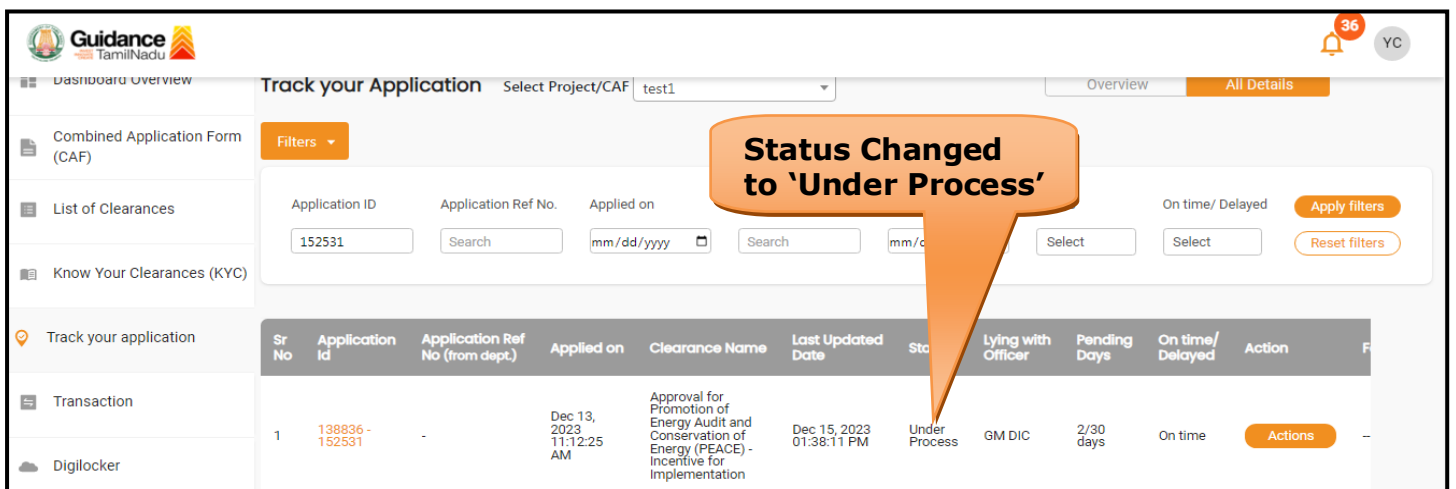 Guidance
TamilNadu
36
YC
Dashboard Overview
Track your Application
Select Project/CAF
test1
Overview
All Details
Combined Application Form
(CAF)
Filters
Status Changed
to ‘Under Process’
List of Clearances
Application ID
Application Ref No.
Applied on
On time/ Delayed
Apply filters
152531
Search
mm/dd/yyyy
Search
Select
Select
Reset filters
Know Your Clearances (KYC)
Track your application
Sr
No
Application
Id
Application Ref
No (from dept.)
Applied on
Clearance Name
Last Updated
Date
Lying with
Officer
Pending
Days
On time/
Delayed
Action
Transaction
1
138836 -
152531
-
Dec 13,
2023
11:12:25
AM
Approval for
Promotion of
Energy Audit and
Conservation of
Energy (PEACE) -
Incentive for
Implementation
Dec 15, 2023
01:38:11 PM
Under
Process
GM DIC
2/30
days
On time
Actions
Digilocker